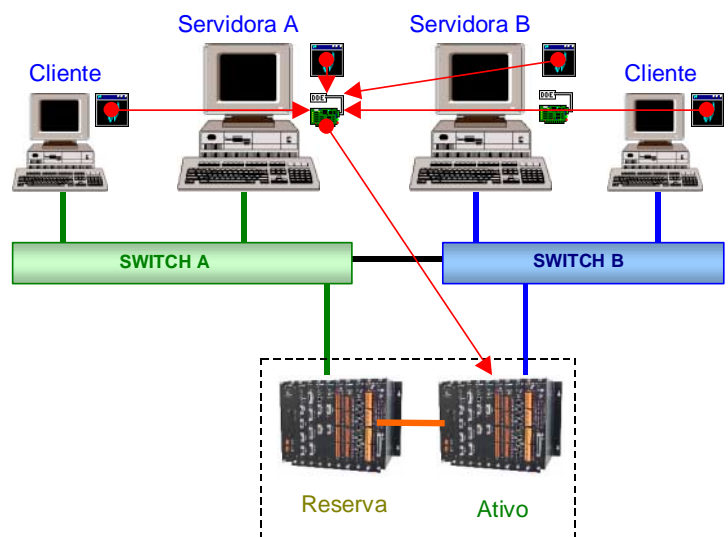 Servidora A
Servidora B
Cliente
Cliente
DDE
DDE
SWITCH A
SWITCH B
Reserva
Ativo